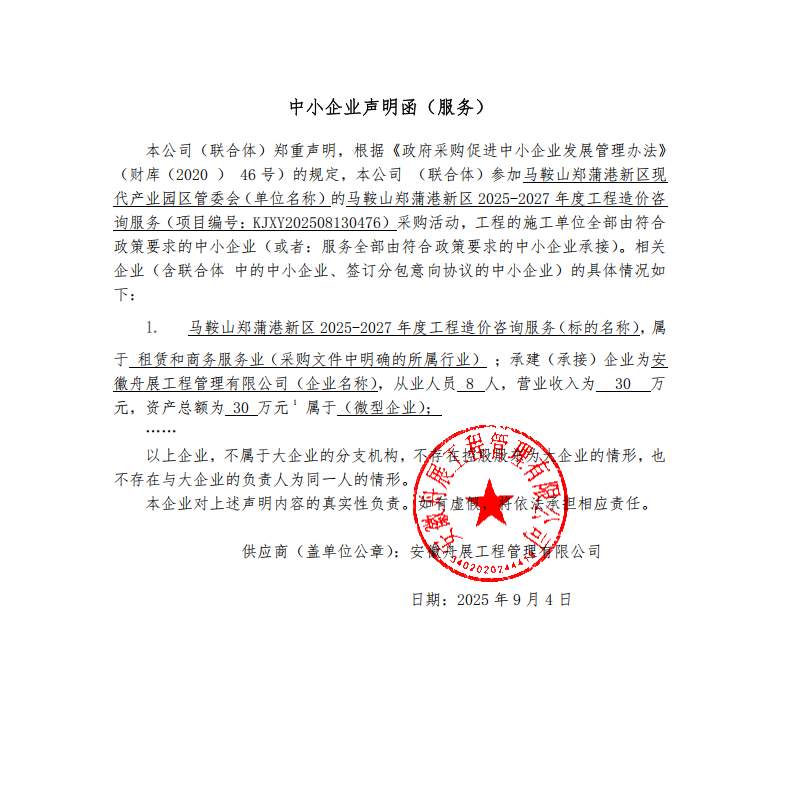 中小企业声明函（服务）
本公司（联合体）郑重声明，根据《政府采购促进中小企业发展管理办法》
（财库（2020 ） 46 号）的规定，本公司 （联合体）参加马鞍山郑蒲港新区现
代产业园区管委会（单位名称）的马鞍山郑蒲港新区 2025-2027 年度工程造价咨
询服务（项目编号：KJXY202508130476）采购活动，工程的施工单位全部由符合
政策要求的中小企业（或者：服务全部由符合政策要求的中小企业承接）。相关
企业（含联合体 中的中小企业、签订分包意向协议的中小企业）的具体情况如
下：
1. 马鞍山郑蒲港新区 2025-2027 年度工程造价咨询服务（标的名称），属
于 租赁和商务服务业（采购文件中明确的所属行业） ；承建（承接）企业为安
徽舟展工程管理有限公司（企业名称），从业人员 8 人，营业收入为 30 万
元，资产总额为 30 万元¹ 属于（微型企业）；
……
以上企业，不属于大企业的分支机构，不存在控股股东为大企业的情形，也
不存在与大企业的负责人为同一人的情形。
本企业对上述声明内容的真实性负责。如有虚假，将依法承担相应责任。
供应商（盖单位公章）：安徽舟展工程管理有限公司
日期：2025 年 9 月 4 日
安徽舟展工程管理有限公司